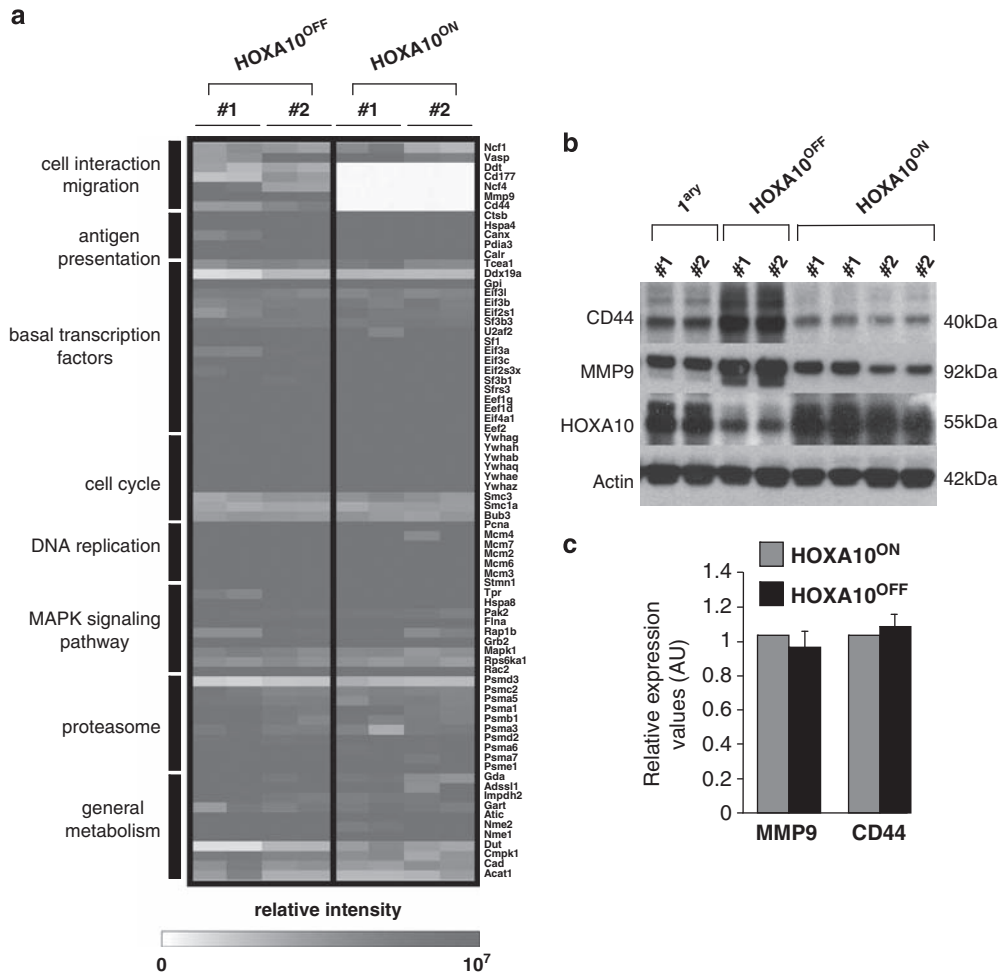 a
HOXA10OFF
HOXA10ON
#1
#2
#1
#2
cell interaction
migration
antigen
presentation
basal transcription
factors
cell cycle
DNA replication
MAPK signaling
pathway
proteasome
general
metabolism
Ncf1
Vasp
Ddt
Cd177
Ncf4
Mmp9
Cd44
Ctsb
Hspa4
Canx
Pdia3
Calr
Tcea1
Ddx19a
Gpi
Eif3l
Eif3b
Eif2s1
Sf3b3
U2af2
Sf1
Eif3a
Eif3c
Eif2s3x
Sf3b1
Sfrs3
Eef1g
Eef1d
Eif4a1
Eef2
Ywhag
Ywhah
Ywhab
Ywhaq
Ywhae
Ywhaz
Smc3
Smc1a
Bub3
Pcna
Mcm4
Mcm7
Mcm2
Mcm6
Mcm3
Stmn1
Tpr
Hspa8
Pak2
Flna
Rap1b
Grb2
Mapk1
Rps6ka1
Rac2
Psmd3
Psmc2
Psma5
Psma1
Psmb1
Psma3
Psmd2
Psma6
Psma7
Psme1
Gda
Adssl1
Impdh2
Gart
Atic
Nme2
Nme1
Dut
Cmpk1
Cad
Acat1
relative intensity
0
10^7
b
1ary
HOXA10OFF
HOXA10ON
#1
#2
#1
#2
#1
#1
#2
#2
CD44
40kDa
MMP9
92kDa
HOXA10
55kDa
Actin
42kDa
c
HOXA10ON
HOXA10OFF
Relative expression
values (AU)
1.4
1.2
1
0.8
0.6
0.4
0.2
0
MMP9
CD44